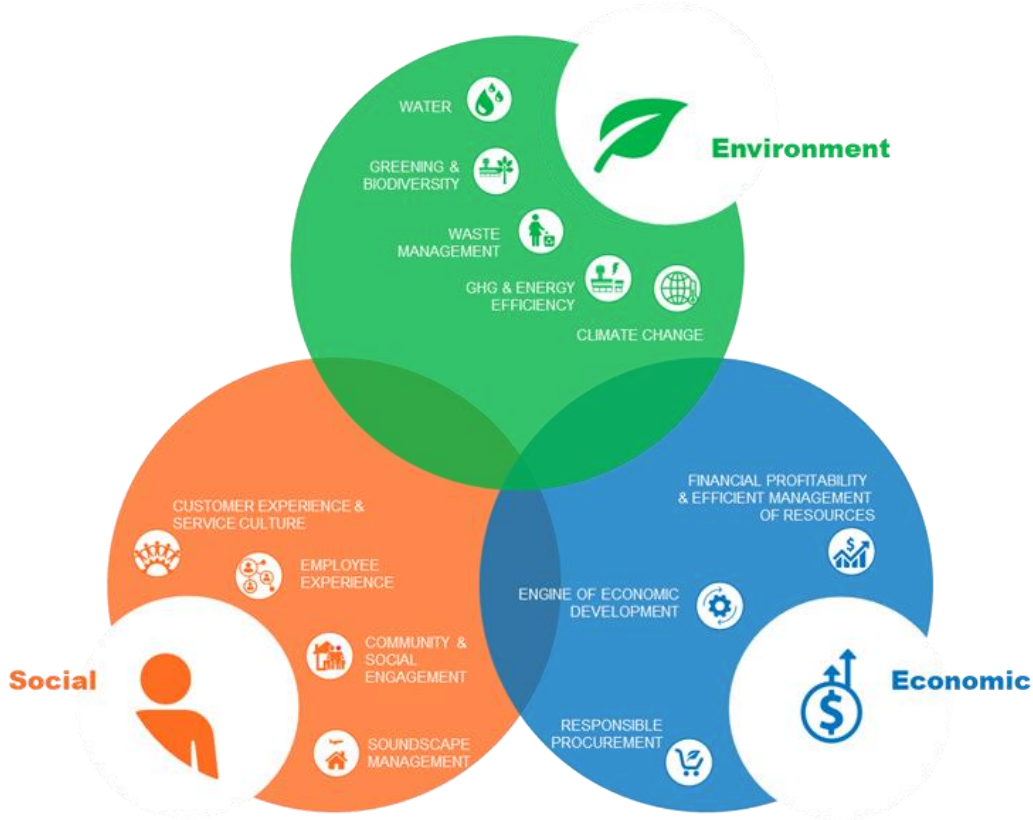 WATER
Environment
GREENING &
BIODIVERSITY
WASTE
MANAGEMENT
GHG & ENERGY
EFFICIENCY
CLIMATE CHANGE
CUSTOMER EXPERIENCE &
SERVICE CULTURE
EMPLOYEE
EXPERIENCE
COMMUNITY &
SOCIAL
ENGAGEMENT
Social
SOUNDSCAPE
MANAGEMENT
FINANCIAL PROFITABILITY
& EFFICIENT MANAGEMENT
OF RESOURCES
$
ENGINE OF ECONOMIC
DEVELOPMENT
Economic
$
RESPONSIBLE
PROCUREMENT